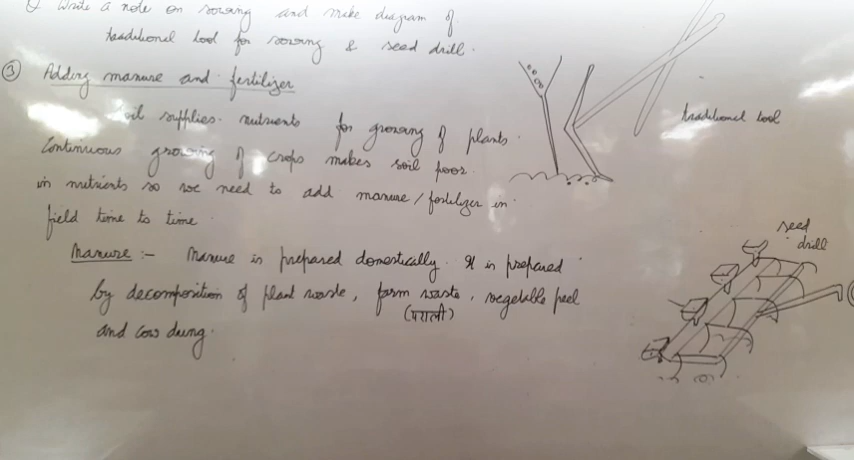 Q Write a note on sowing and make diagram of
traditional tool for sowing & seed drill.
③ Adding manure and fertilizer
Soil supplies nutrients for growing of plants.
Continuous growing of crops makes soil poor
in nutrients so we need to add manure/fertilizer in
field time to time.
Manure :- Manure is prepared domestically. It is prepared
by decomposition of plant waste, farm waste, vegetable peel
(पराली)
and cow dung.
traditional tool
seed
drill